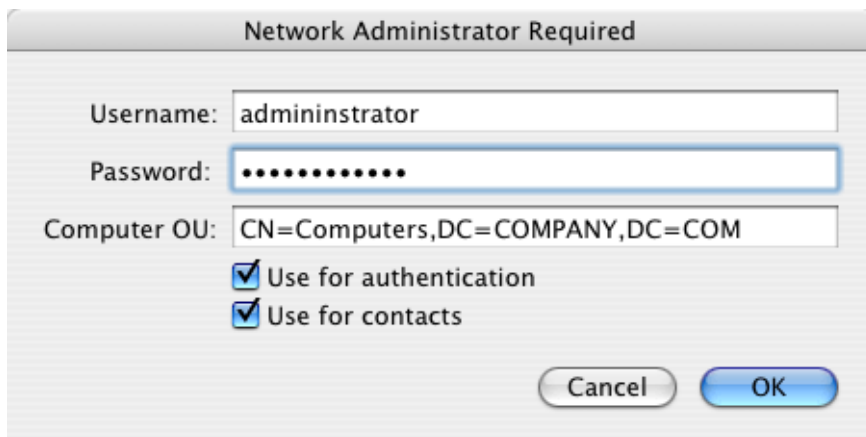 Network Administrator Required
Username: admininstrator
Password: ••••••••••••
Computer OU: CN=Computers,DC=COMPANY,DC=COM
Use for authentication
Use for contacts
Cancel OK